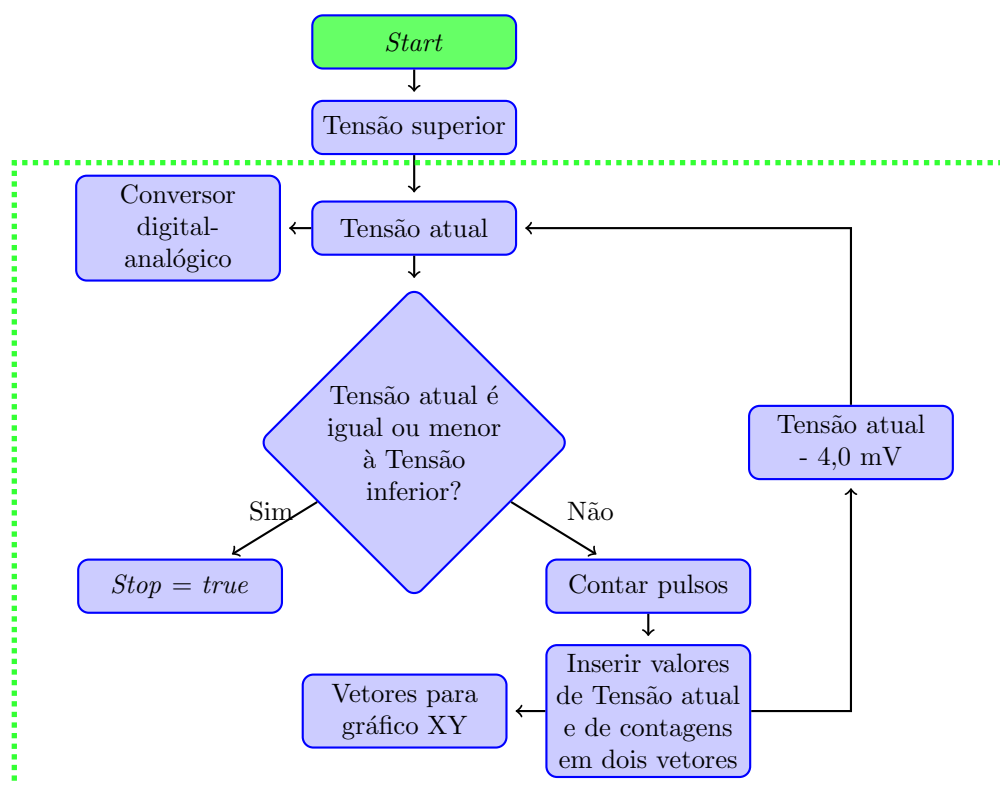 Start
Tensão superior
Conversor
digital-
analógico
Tensão atual
Tensão atual é
igual ou menor
à Tensão
inferior?
Tensão atual
- 4,0 mV
Sim
Não
Stop = true
Contar pulsos
Vetores para
gráfico XY
Inserir valores
de Tensão atual
e de contagens
em dois vetores